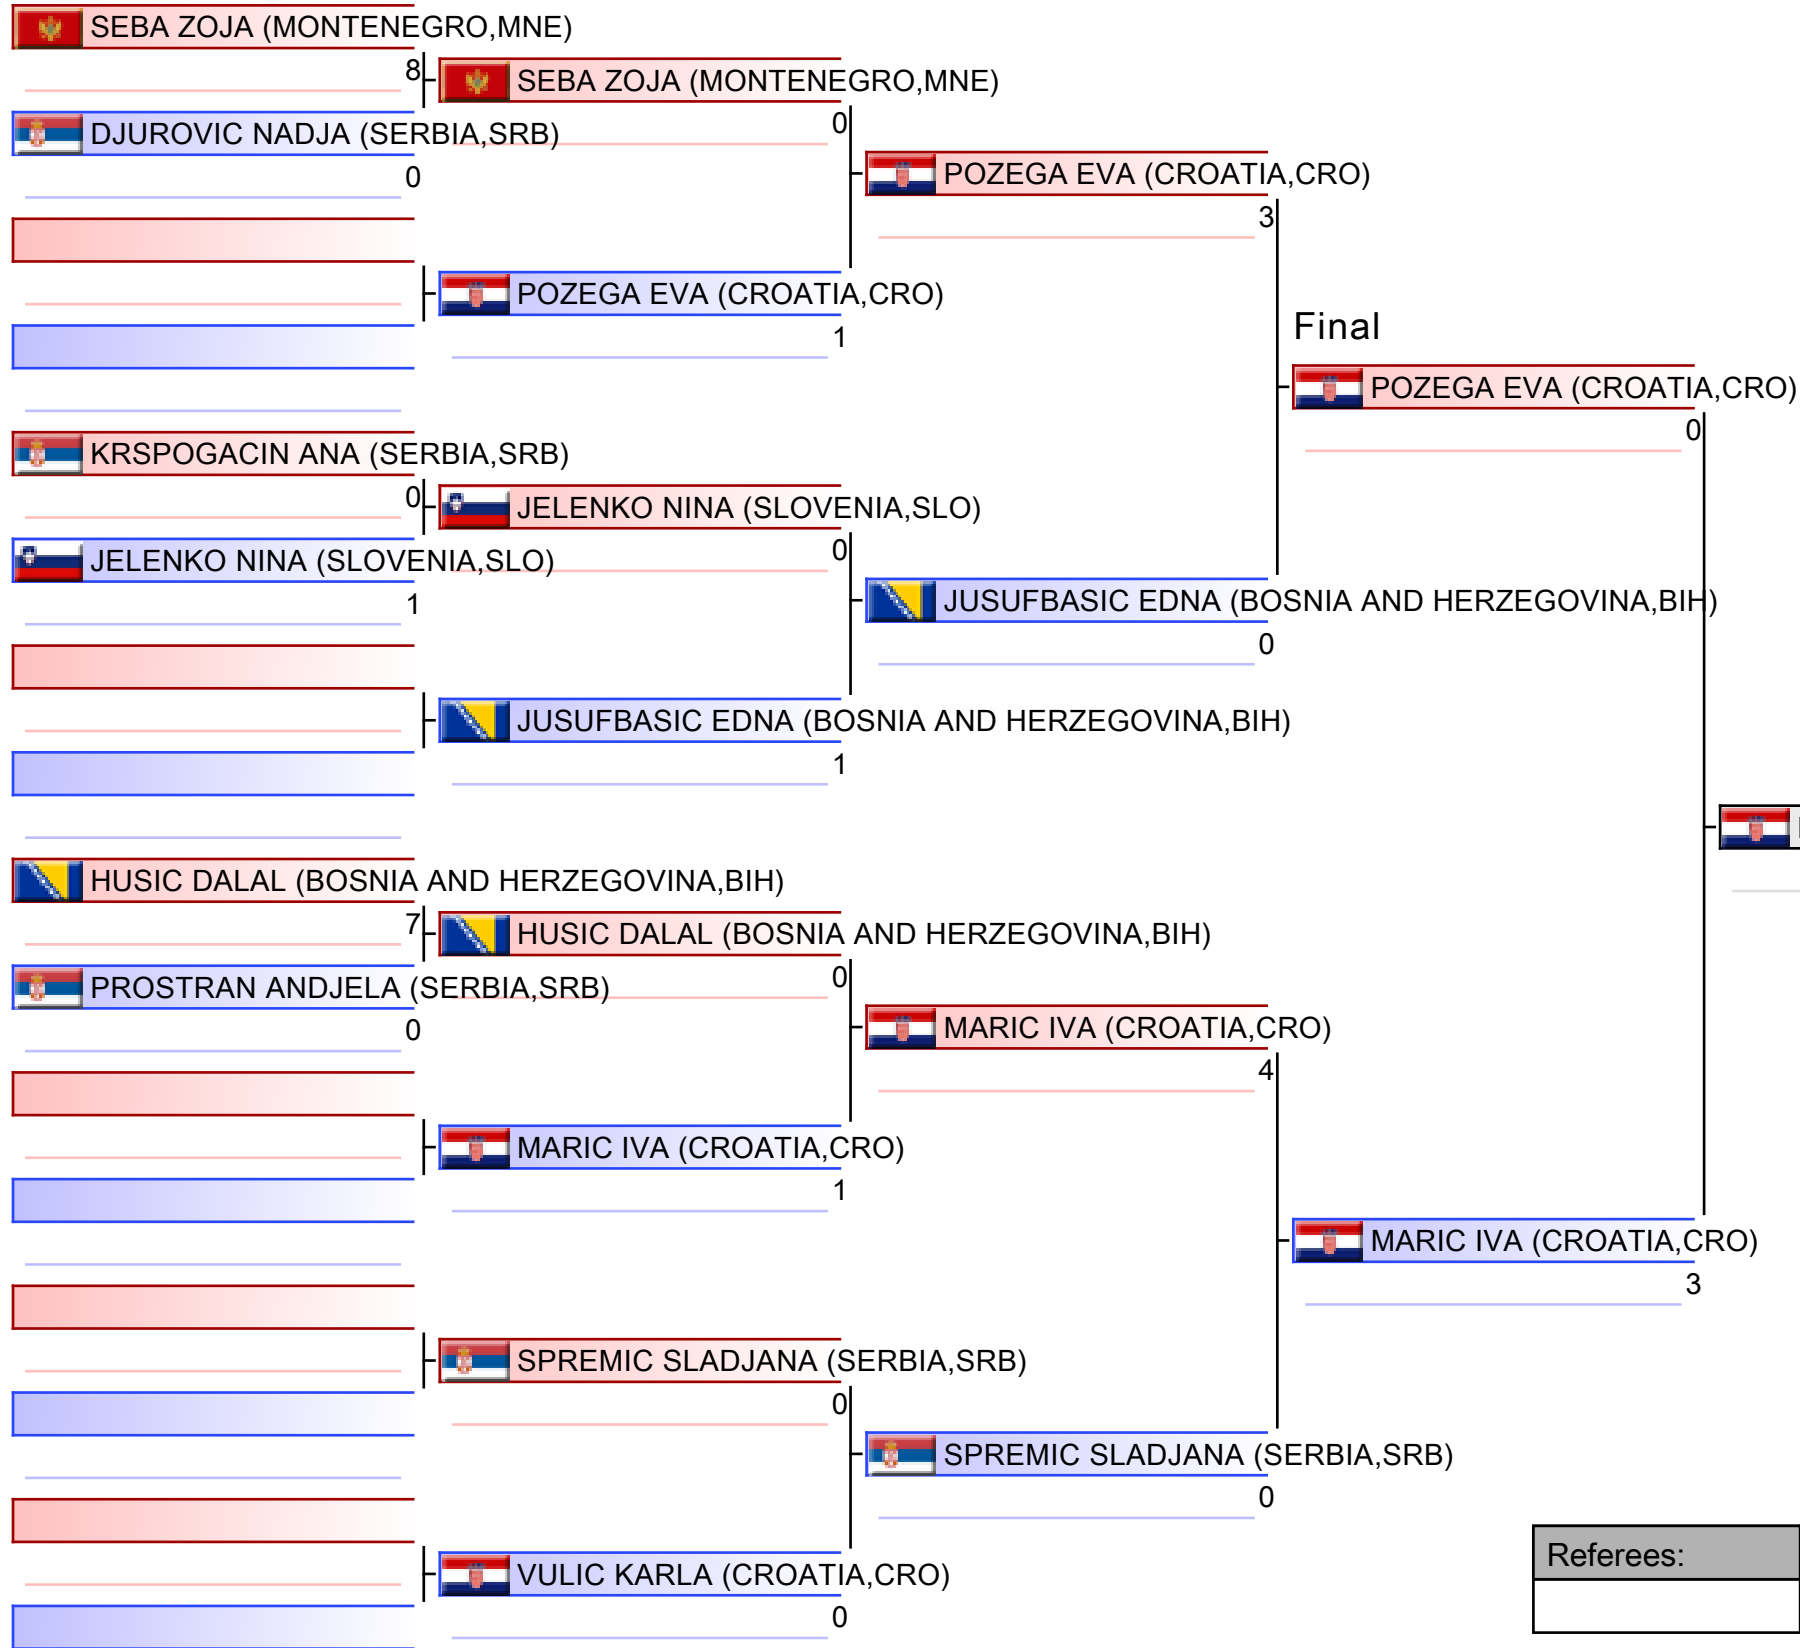 SEBA ZOJA (MONTENEGRO,MNE)
8
DJUROVIC NADJA (SERBIA,SRB)
0
KRSPOGACIN ANA (SERBIA,SRB)
0
JELENKO NINA (SLOVENIA,SLO)
1
HUSIC DALAL (BOSNIA AND HERZEGOVINA,BIH)
7
PROSTRAN ANDJELA (SERBIA,SRB)
0
SEBA ZOJA (MONTENEGRO,MNE)
0
POZEGA EVA (CROATIA,CRO)
1
JELENKO NINA (SLOVENIA,SLO)
0
JUSUFBASIC EDNA (BOSNIA AND HERZEGOVINA,BIH)
1
HUSIC DALAL (BOSNIA AND HERZEGOVINA,BIH)
0
MARIC IVA (CROATIA,CRO)
1
SPREMIC SLADJANA (SERBIA,SRB)
0
VULIC KARLA (CROATIA,CRO)
0
POZEGA EVA (CROATIA,CRO)
3
JUSUFBASIC EDNA (BOSNIA AND HERZEGOVINA,BIH)
0
MARIC IVA (CROATIA,CRO)
4
SPREMIC SLADJANA (SERBIA,SRB)
0
Final
POZEGA EVA (CROATIA,CRO)
0
MARIC IVA (CROATIA,CRO)
3
Referees: